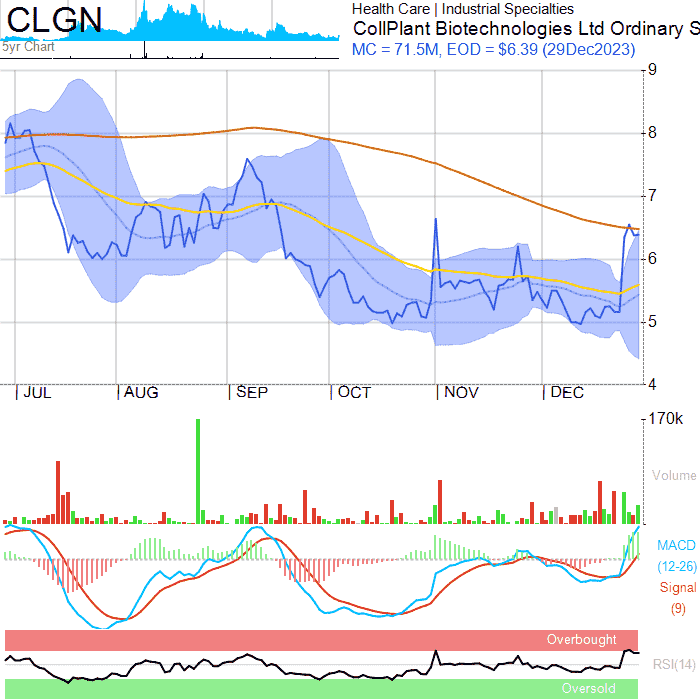 CLGN
5yr Chart
Health Care | Industrial Specialties
CollPlant Biotechnologies Ltd Ordinary S
MC = 71.5M, EOD = $6.39 (29Dec2023)
9
8
7
6
5
4
JUL AUG SEP OCT NOV DEC
170k
Volume
MACD
(12-26)
Signal
(9)
Overbought
RSI(14)
Oversold